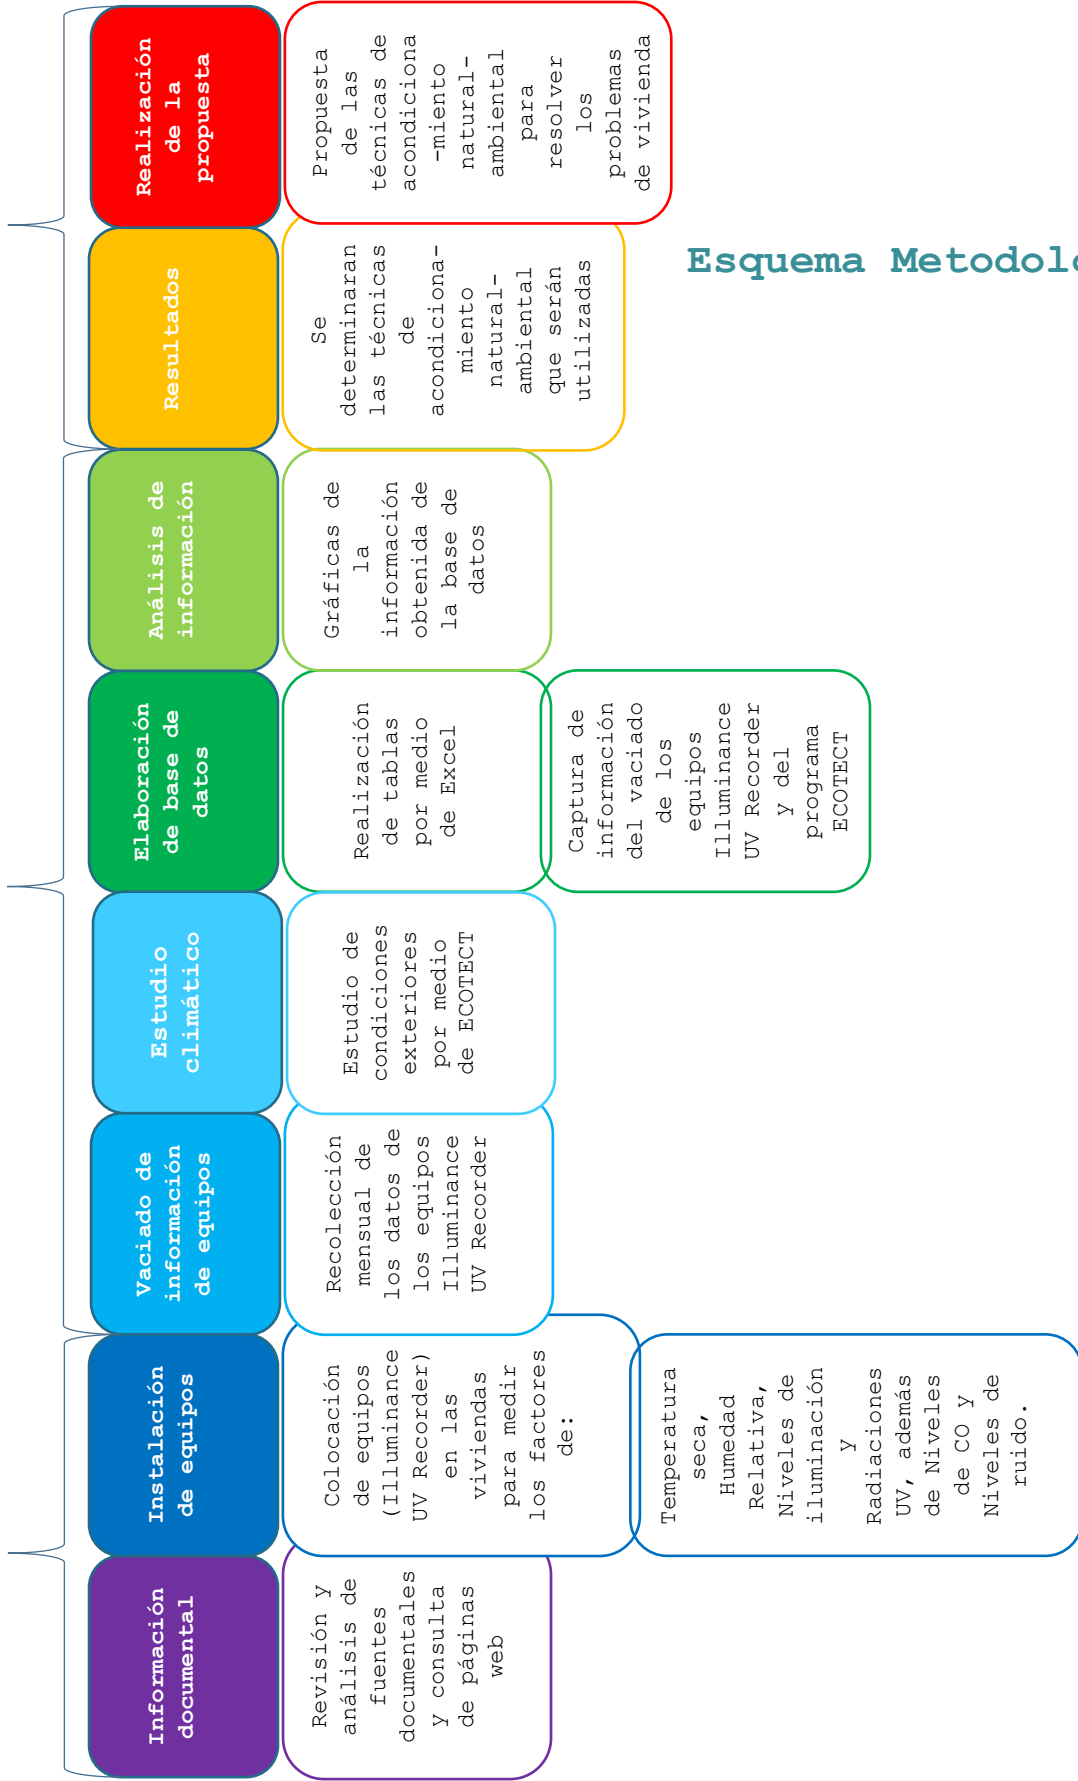 Información
documental
Revisión y
análisis de
fuentes
documentales
y consulta
de páginas
web
Instalación
de equipos
Colocación
de equipos
(Illuminance
UV Recorder)
en las
viviendas
para medir
los factores
de:
Temperatura
seca,
Humedad
Relativa,
Niveles de
iluminación
y
Radiaciones
UV, además
de Niveles
de CO y
Niveles de
ruido.
Vaciado de
información
de equipos
Recolección
mensual de
los datos de
los equipos
Illuminance
UV Recorder
Estudio
climático
Estudio de
condiciones
exteriores
por medio
de ECOTECT
Elaboración
de base de
datos
Realización
de tablas
por medio
de Excel
Captura de
información
del vaciado
de los
equipos
Illuminance
UV Recorder
y del
programa
ECOTECT
Análisis de
información
Gráficas de
la
información
obtenida de
la base de
datos
Resultados
Se
determinaran
las técnicas
de
acondiciona-
miento
natural-
ambiental
que serán
utilizadas
Realización
de la
propuesta
Propuesta
de las
técnicas de
acondiciona
-miento
natural-
ambiental
para
resolver
los
problemas
de vivienda
Esquema